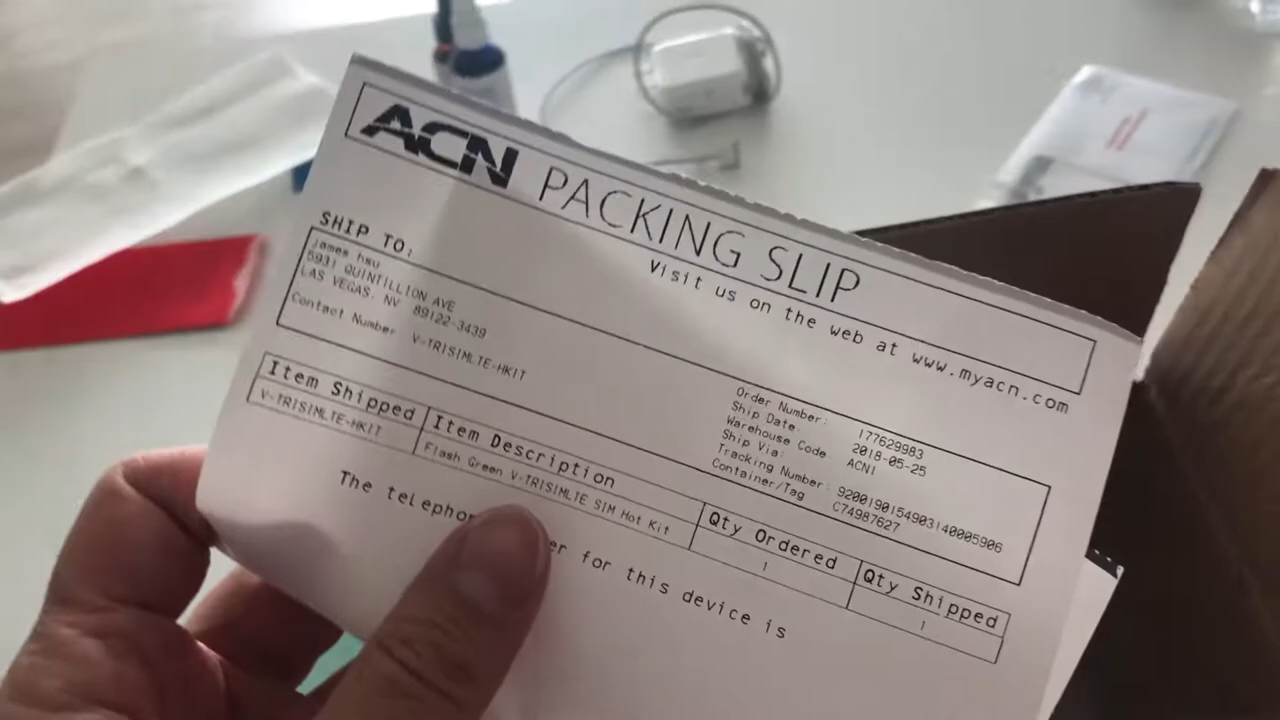 ACN PACKING SLIP
Visit us on the web at www.myacn.com
SHIP TO:
james hsu
5931 QUINTILLION AVE
LAS VEGAS, NV 89122-3439
Contact Number V-TRISIMLTE-HKIT
Order Number: 177629983
Ship Date: 2018-05-25
Warehouse Code ACN1
Ship Via:
Tracking Number: 9200190154903140005906
Container/Tag C74987627
Item Shipped Item Description Qty Ordered Qty Shipped
V-TRISIMLTE-HKIT Flash Green V-TRISIMLTE SIM Hot Kit 1 1
The telephon er for this device is